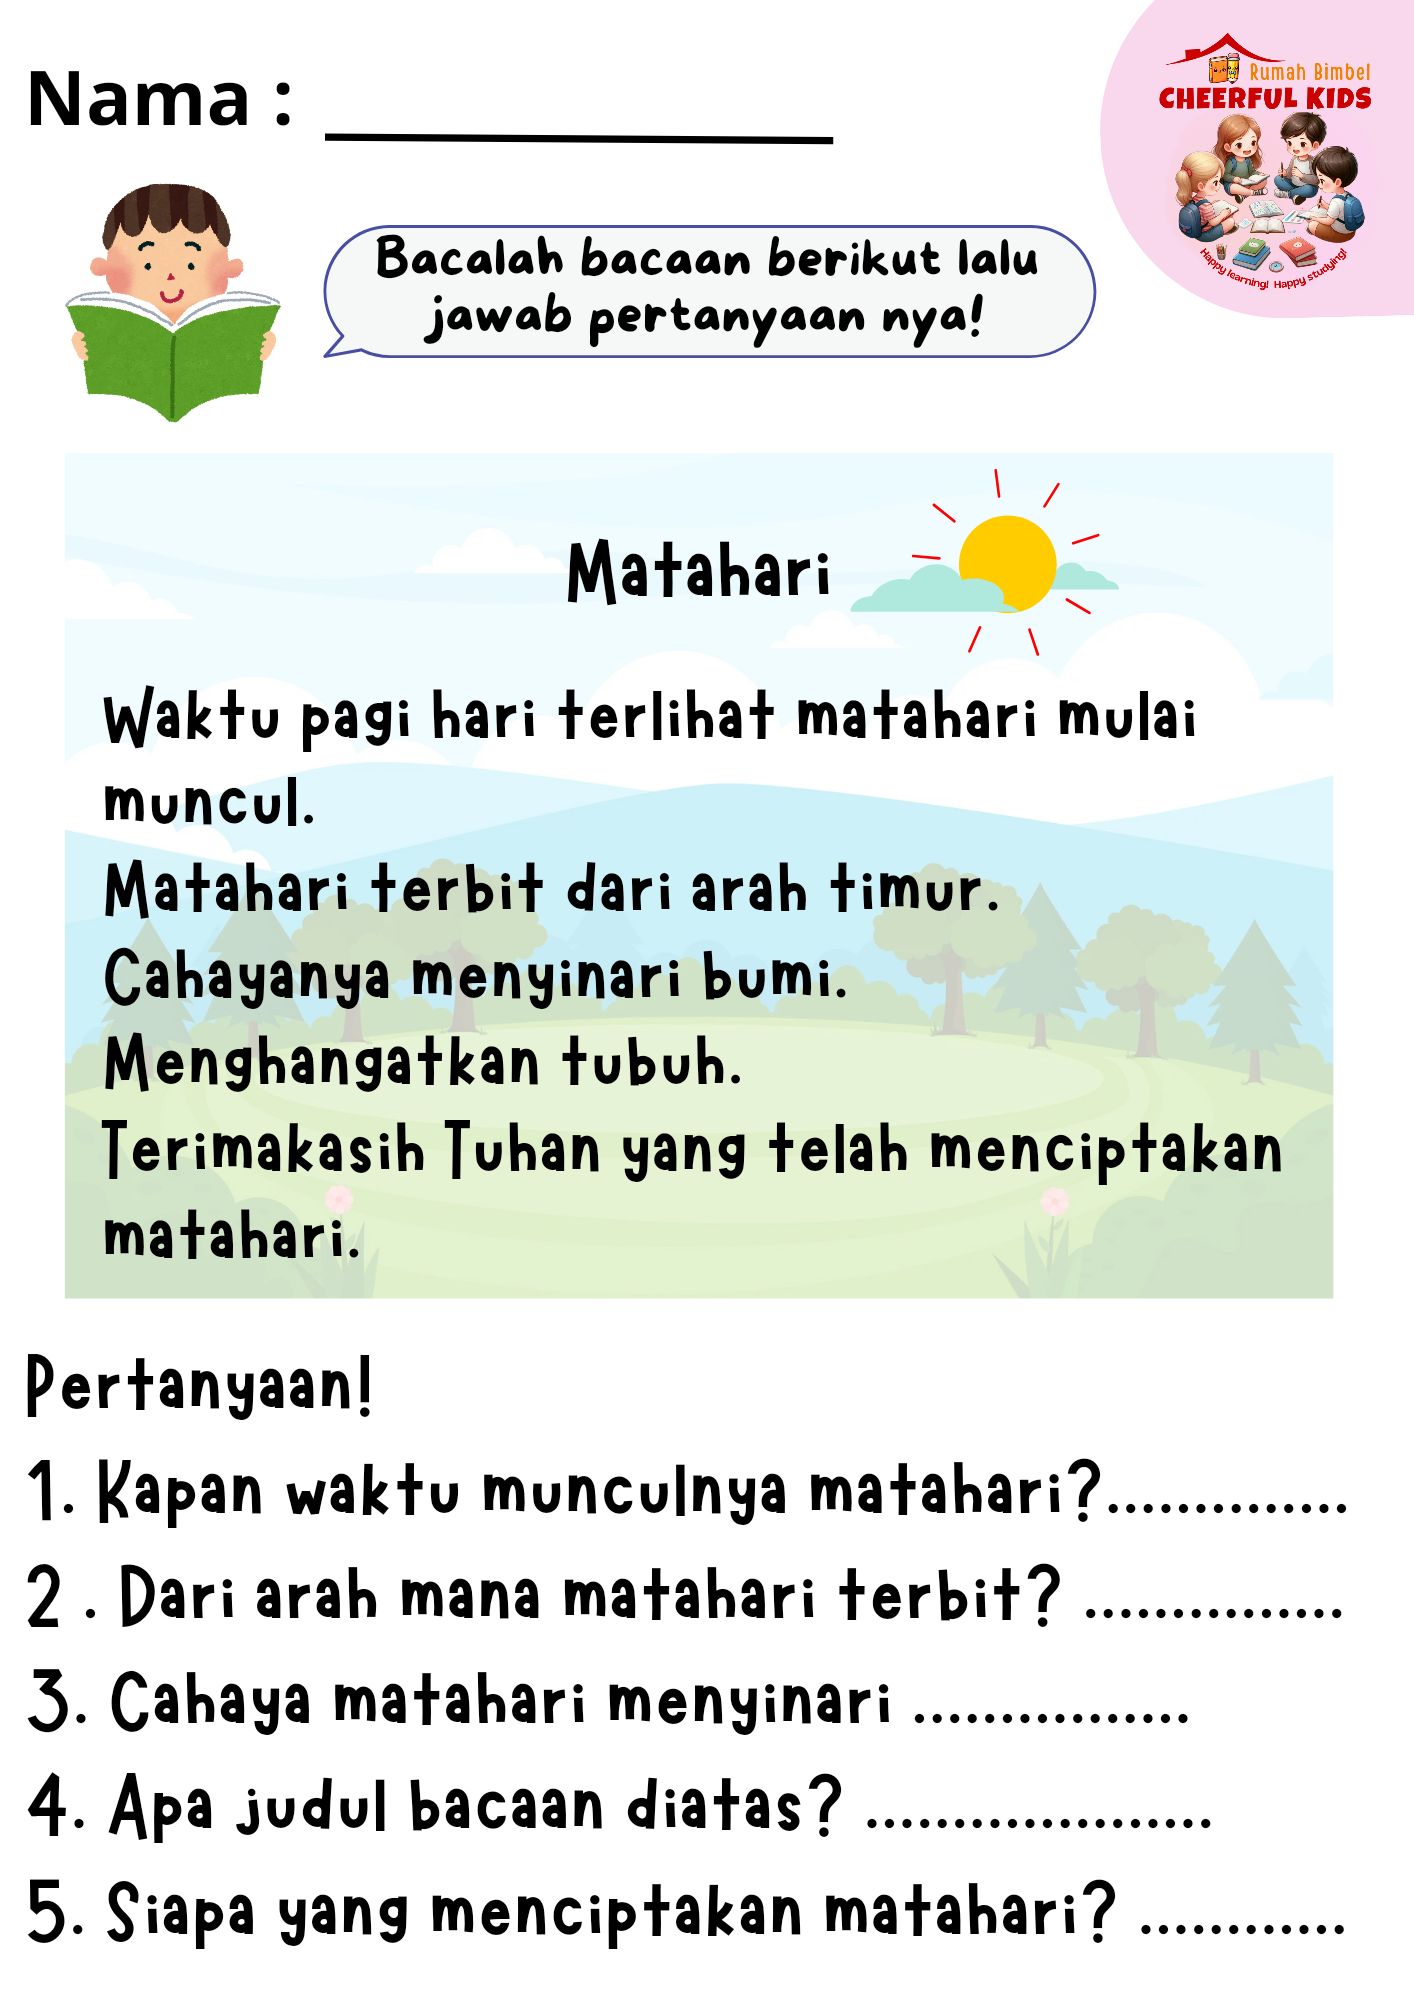 Nama :
Rumah Bimbel
CHEERFUL KIDS
Happy learning! Happy studying!
Bacalah bacaan berikut lalu
jawab pertanyaan nya!
Matahari
Waktu pagi hari terlihat matahari mulai
muncul.
Matahari terbit dari arah timur.
Cahayanya menyinari bumi.
Menghangatkan tubuh.
Terimakasih Tuhan yang telah menciptakan
matahari.
Pertanyaan!
1. Kapan waktu munculnya matahari?..............
2 . Dari arah mana matahari terbit? ...............
3. Cahaya matahari menyinari ................
4. Apa judul bacaan diatas? ....................
5. Siapa yang menciptakan matahari? ............